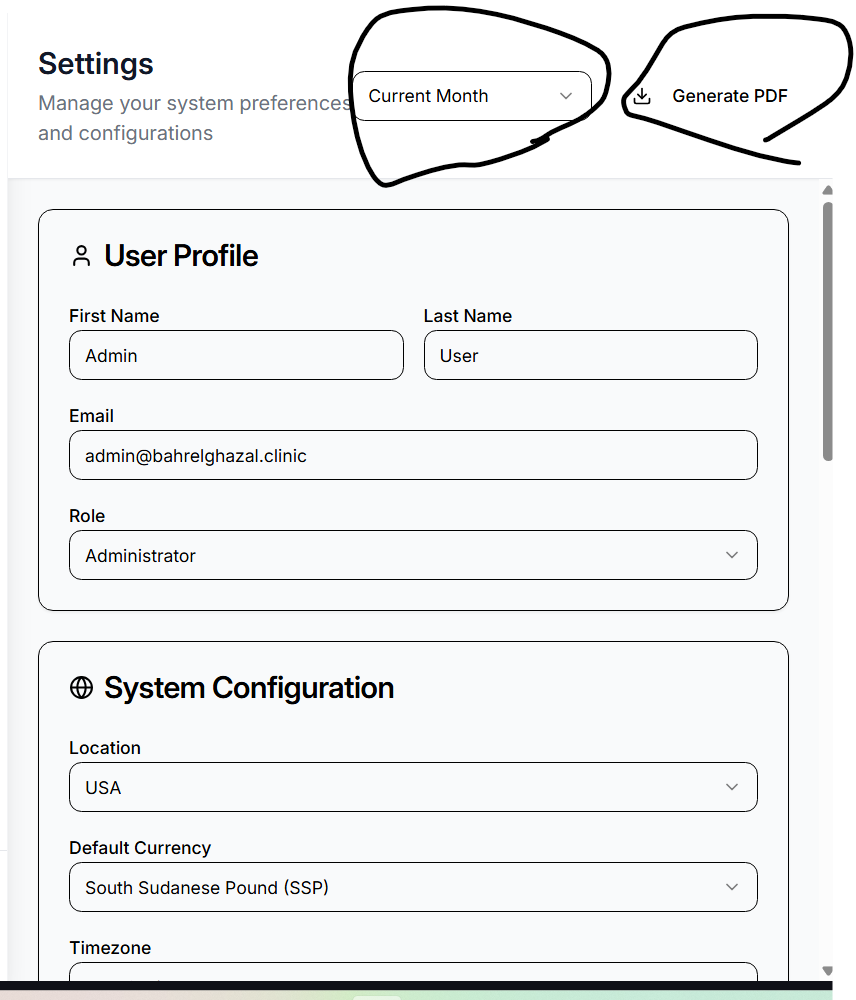 Settings
Manage your system preferences
and configurations
Current Month
Generate PDF
User Profile
First Name
Last Name
Admin
User
Email
admin@bahrelghazal.clinic
Role
Administrator
System Configuration
Location
USA
Default Currency
South Sudanese Pound (SSP)
Timezone